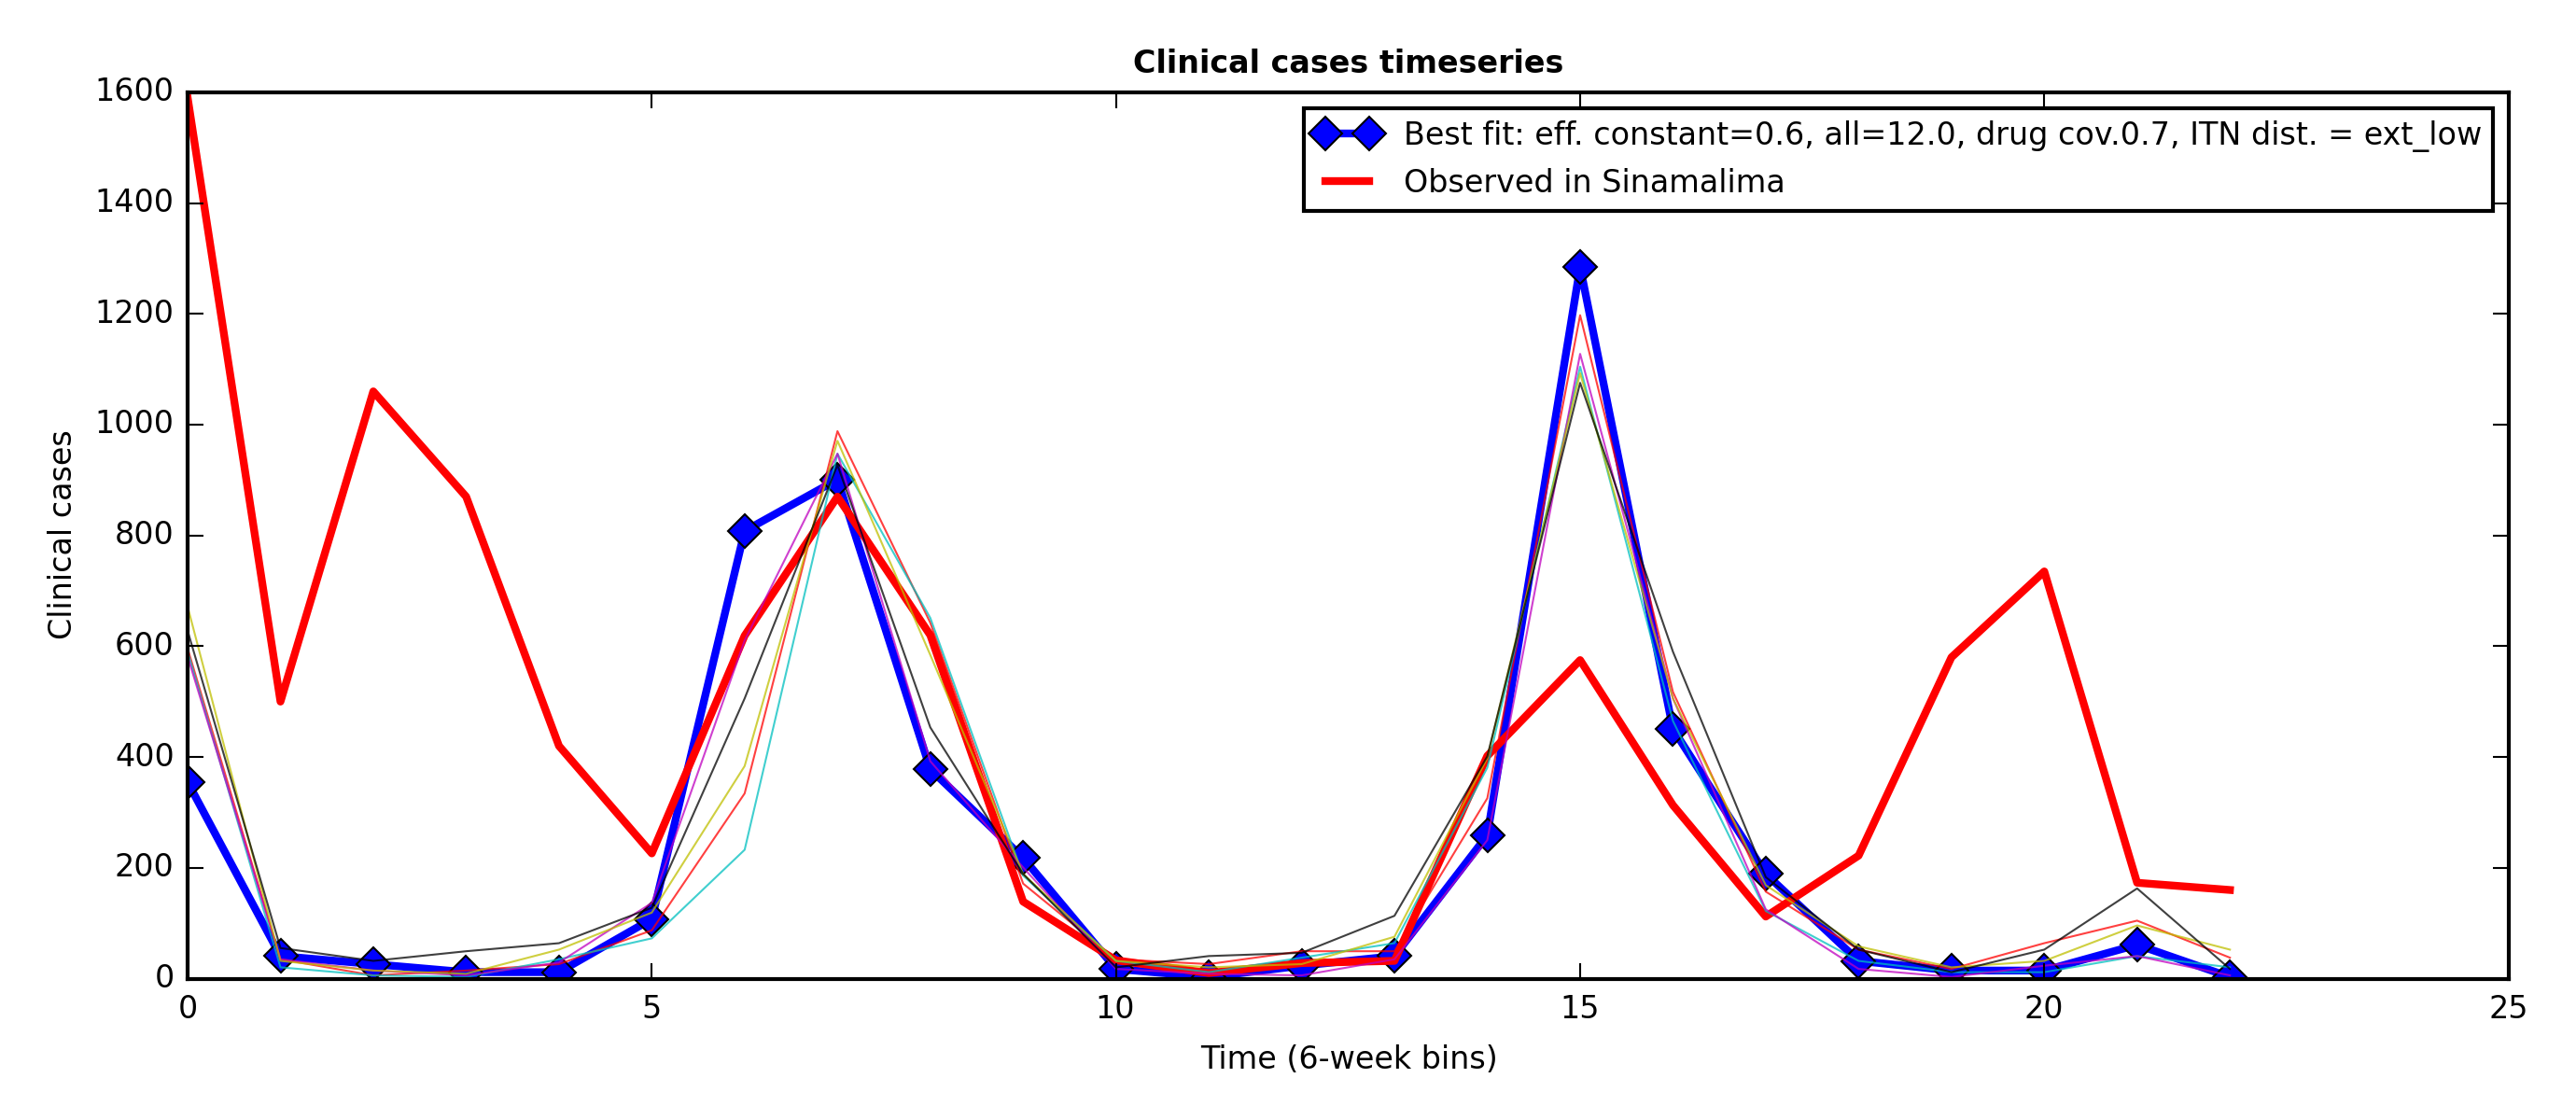 Clinical cases timeseries
1600
1400
1200
1000
800
600
400
200
0
Clinical cases
Best fit: eff. constant=0.6, all=12.0, drug cov.0.7, ITN dist. = ext_low
Observed in Sinamalima
0 5 10 15 20 25
Time (6-week bins)